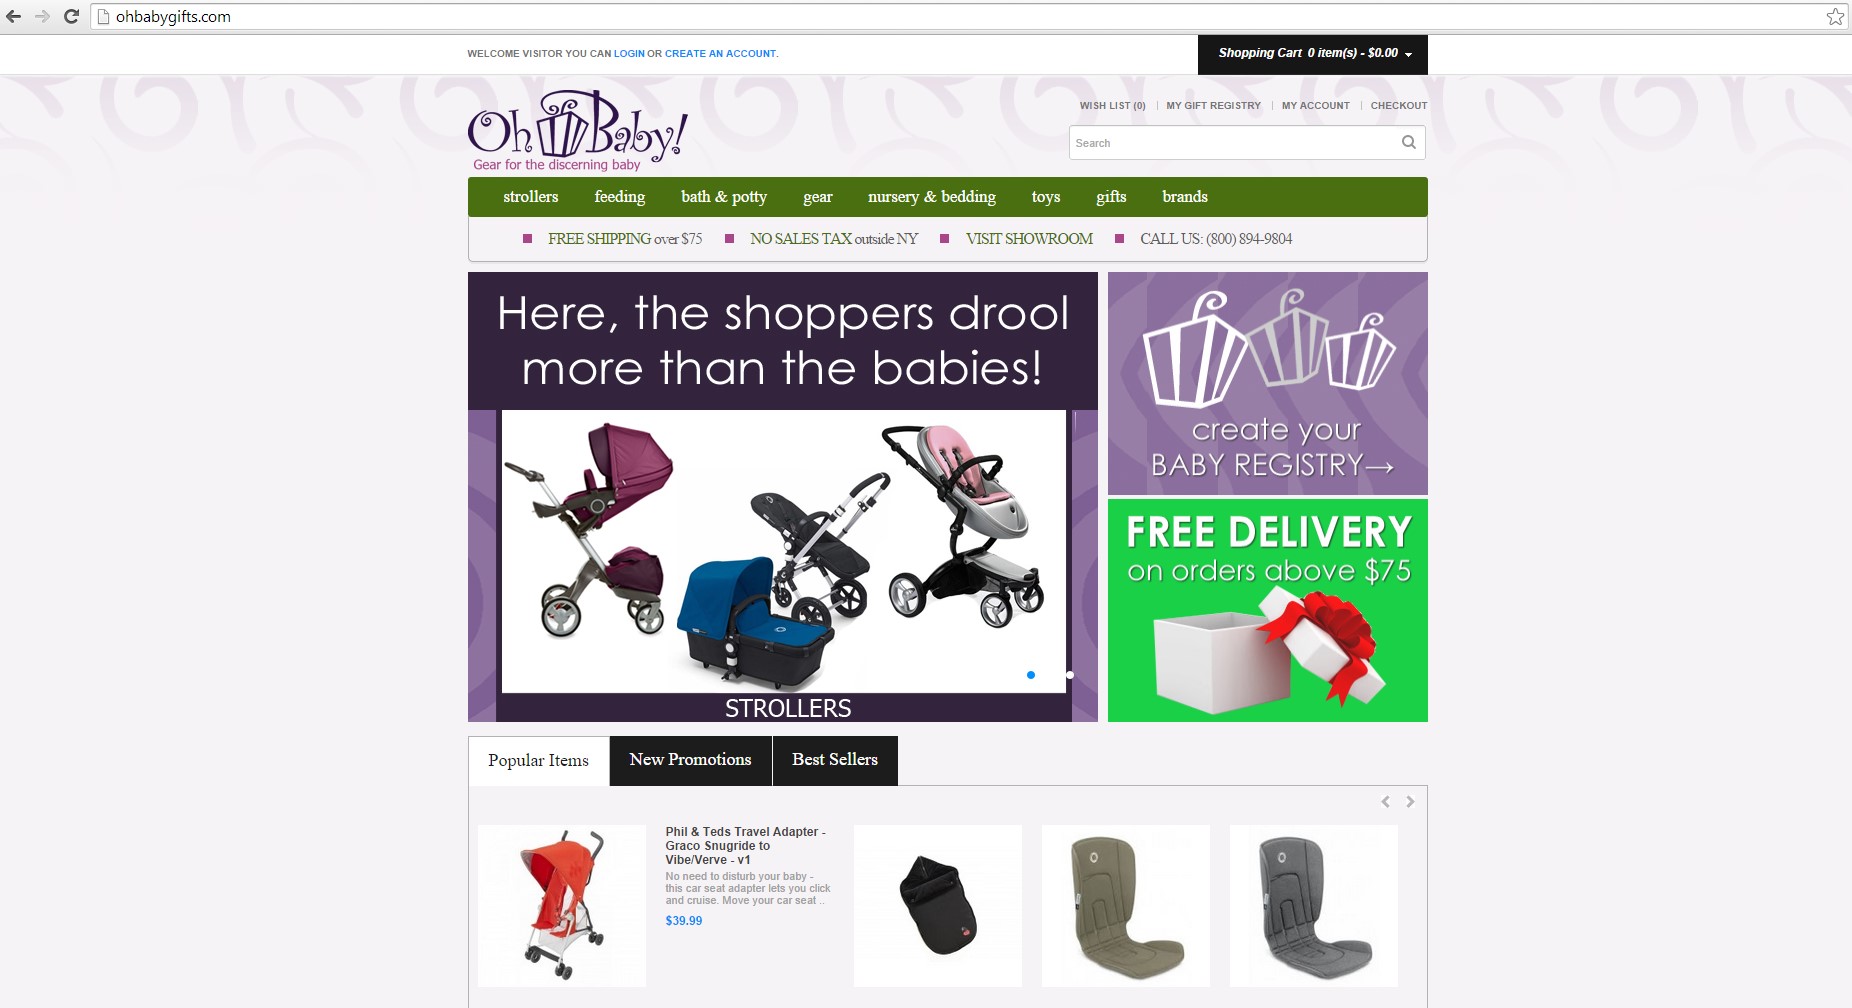 ohbabygifts.com
WELCOME VISITOR YOU CAN LOGIN OR CREATE AN ACCOUNT.
Shopping Cart 0 item(s) - $0.00
Oh Baby!
Gear for the discerning baby
WISH LIST (0) MY GIFT REGISTRY MY ACCOUNT CHECKOUT
Search
strollers feeding bath & potty gear nursery & bedding toys gifts brands
FREE SHIPPING over $75 NO SALES TAX outside NY VISIT SHOWROOM CALL US: (800) 894-9804
Here, the shoppers drool
more than the babies!
STROLLERS
create your
BABY REGISTRY→
FREE DELIVERY
on orders above $75
Popular Items New Promotions Best Sellers
Phil & Teds Travel Adapter -
Graco Snugride to
Vibe/Verve - v1
No need to disturb your baby -
this car seat adapter lets you click
and cruise. Move your car seat ..
$39.99